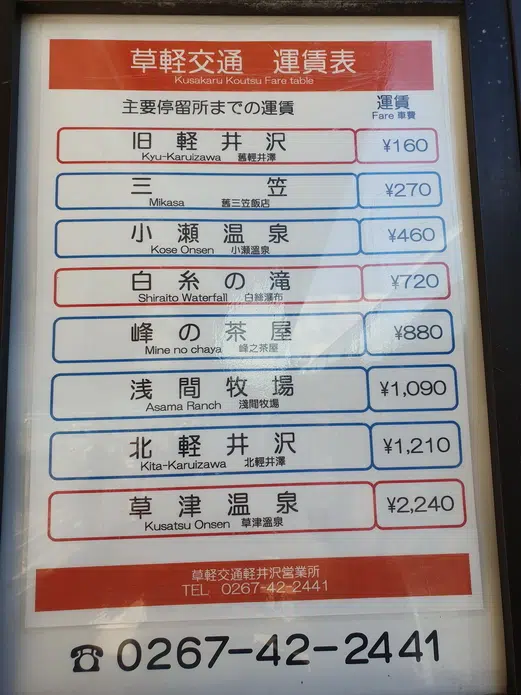 草軽交通 運賃表
Kusakaru Koutsu Fare table
主要停留所までの運賃
運賃
Fare 車費
旧軽井沢 ¥160
Kyu-Karuizawa 舊輕井澤
三笠 ¥270
Mikasa 舊三笠飯店
小瀬温泉 ¥460
Kose Onsen 小瀬溫泉
白糸の滝 ¥720
Shiraito Waterfall 白絲瀑布
峰の茶屋 ¥880
Mine no chaya 峰之茶屋
浅間牧場 ¥1,090
Asama Ranch 淺間牧場
北軽井沢 ¥1,210
Kita-Karuizawa 北輕井澤
草津温泉 ¥2,240
Kusatsu Onsen 草津溫泉
草軽交通軽井沢営業所
TEL 0267-42-2441
☎0267-42-2441